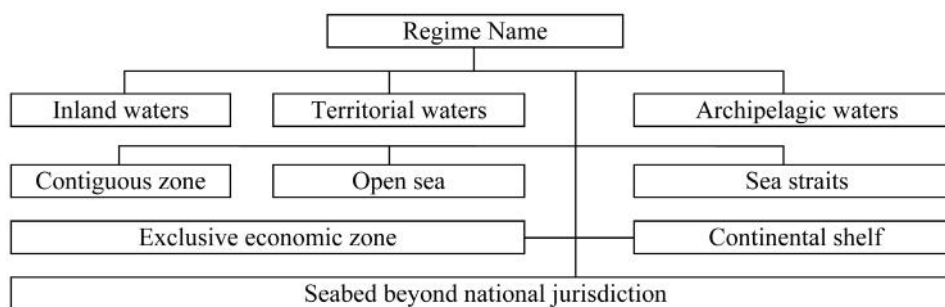 Regime Name
Inland waters
Territorial waters
Archipelagic waters
Contiguous zone
Open sea
Sea straits
Exclusive economic zone
Continental shelf
Seabed beyond national jurisdiction